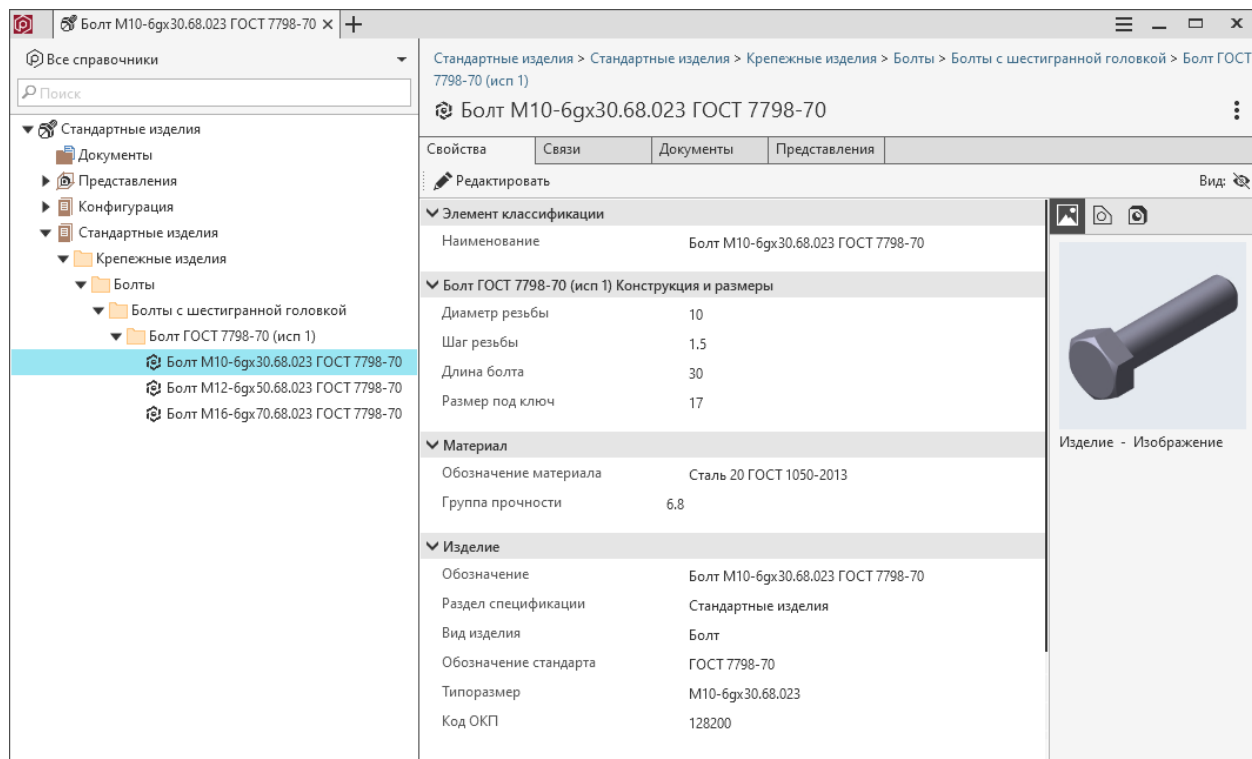 Болт М10-6gx30.68.023 ГОСТ 7798-70
Все справочники
Поиск
Стандартные изделия
Документы
Представления
Конфигурация
Стандартные изделия
Крепежные изделия
Болты
Болты с шестигранной головкой
Болт ГОСТ 7798-70 (исп 1)
Болт М10-6gx30.68.023 ГОСТ 7798-70
Болт М12-6gx50.68.023 ГОСТ 7798-70
Болт М16-6gx70.68.023 ГОСТ 7798-70
Стандартные изделия > Стандартные изделия > Крепежные изделия > Болты > Болты с шестигранной головкой > Болт ГОСТ
7798-70 (исп 1)
Болт М10-6gx30.68.023 ГОСТ 7798-70
Свойства Связи Документы Представления
Редактировать Вид:
Элемент классификации
Наименование Болт М10-6gx30.68.023 ГОСТ 7798-70
Болт ГОСТ 7798-70 (исп 1) Конструкция и размеры
Диаметр резьбы 10
Шаг резьбы 1.5
Длина болта 30
Размер под ключ 17
Материал
Обозначение материала Сталь 20 ГОСТ 1050-2013
Группа прочности 6.8
Изделие
Обозначение Болт М10-6gx30.68.023 ГОСТ 7798-70
Раздел спецификации Стандартные изделия
Вид изделия Болт
Обозначение стандарта ГОСТ 7798-70
Типоразмер М10-6gx30.68.023
Код ОКП 128200
Изделие - Изображение